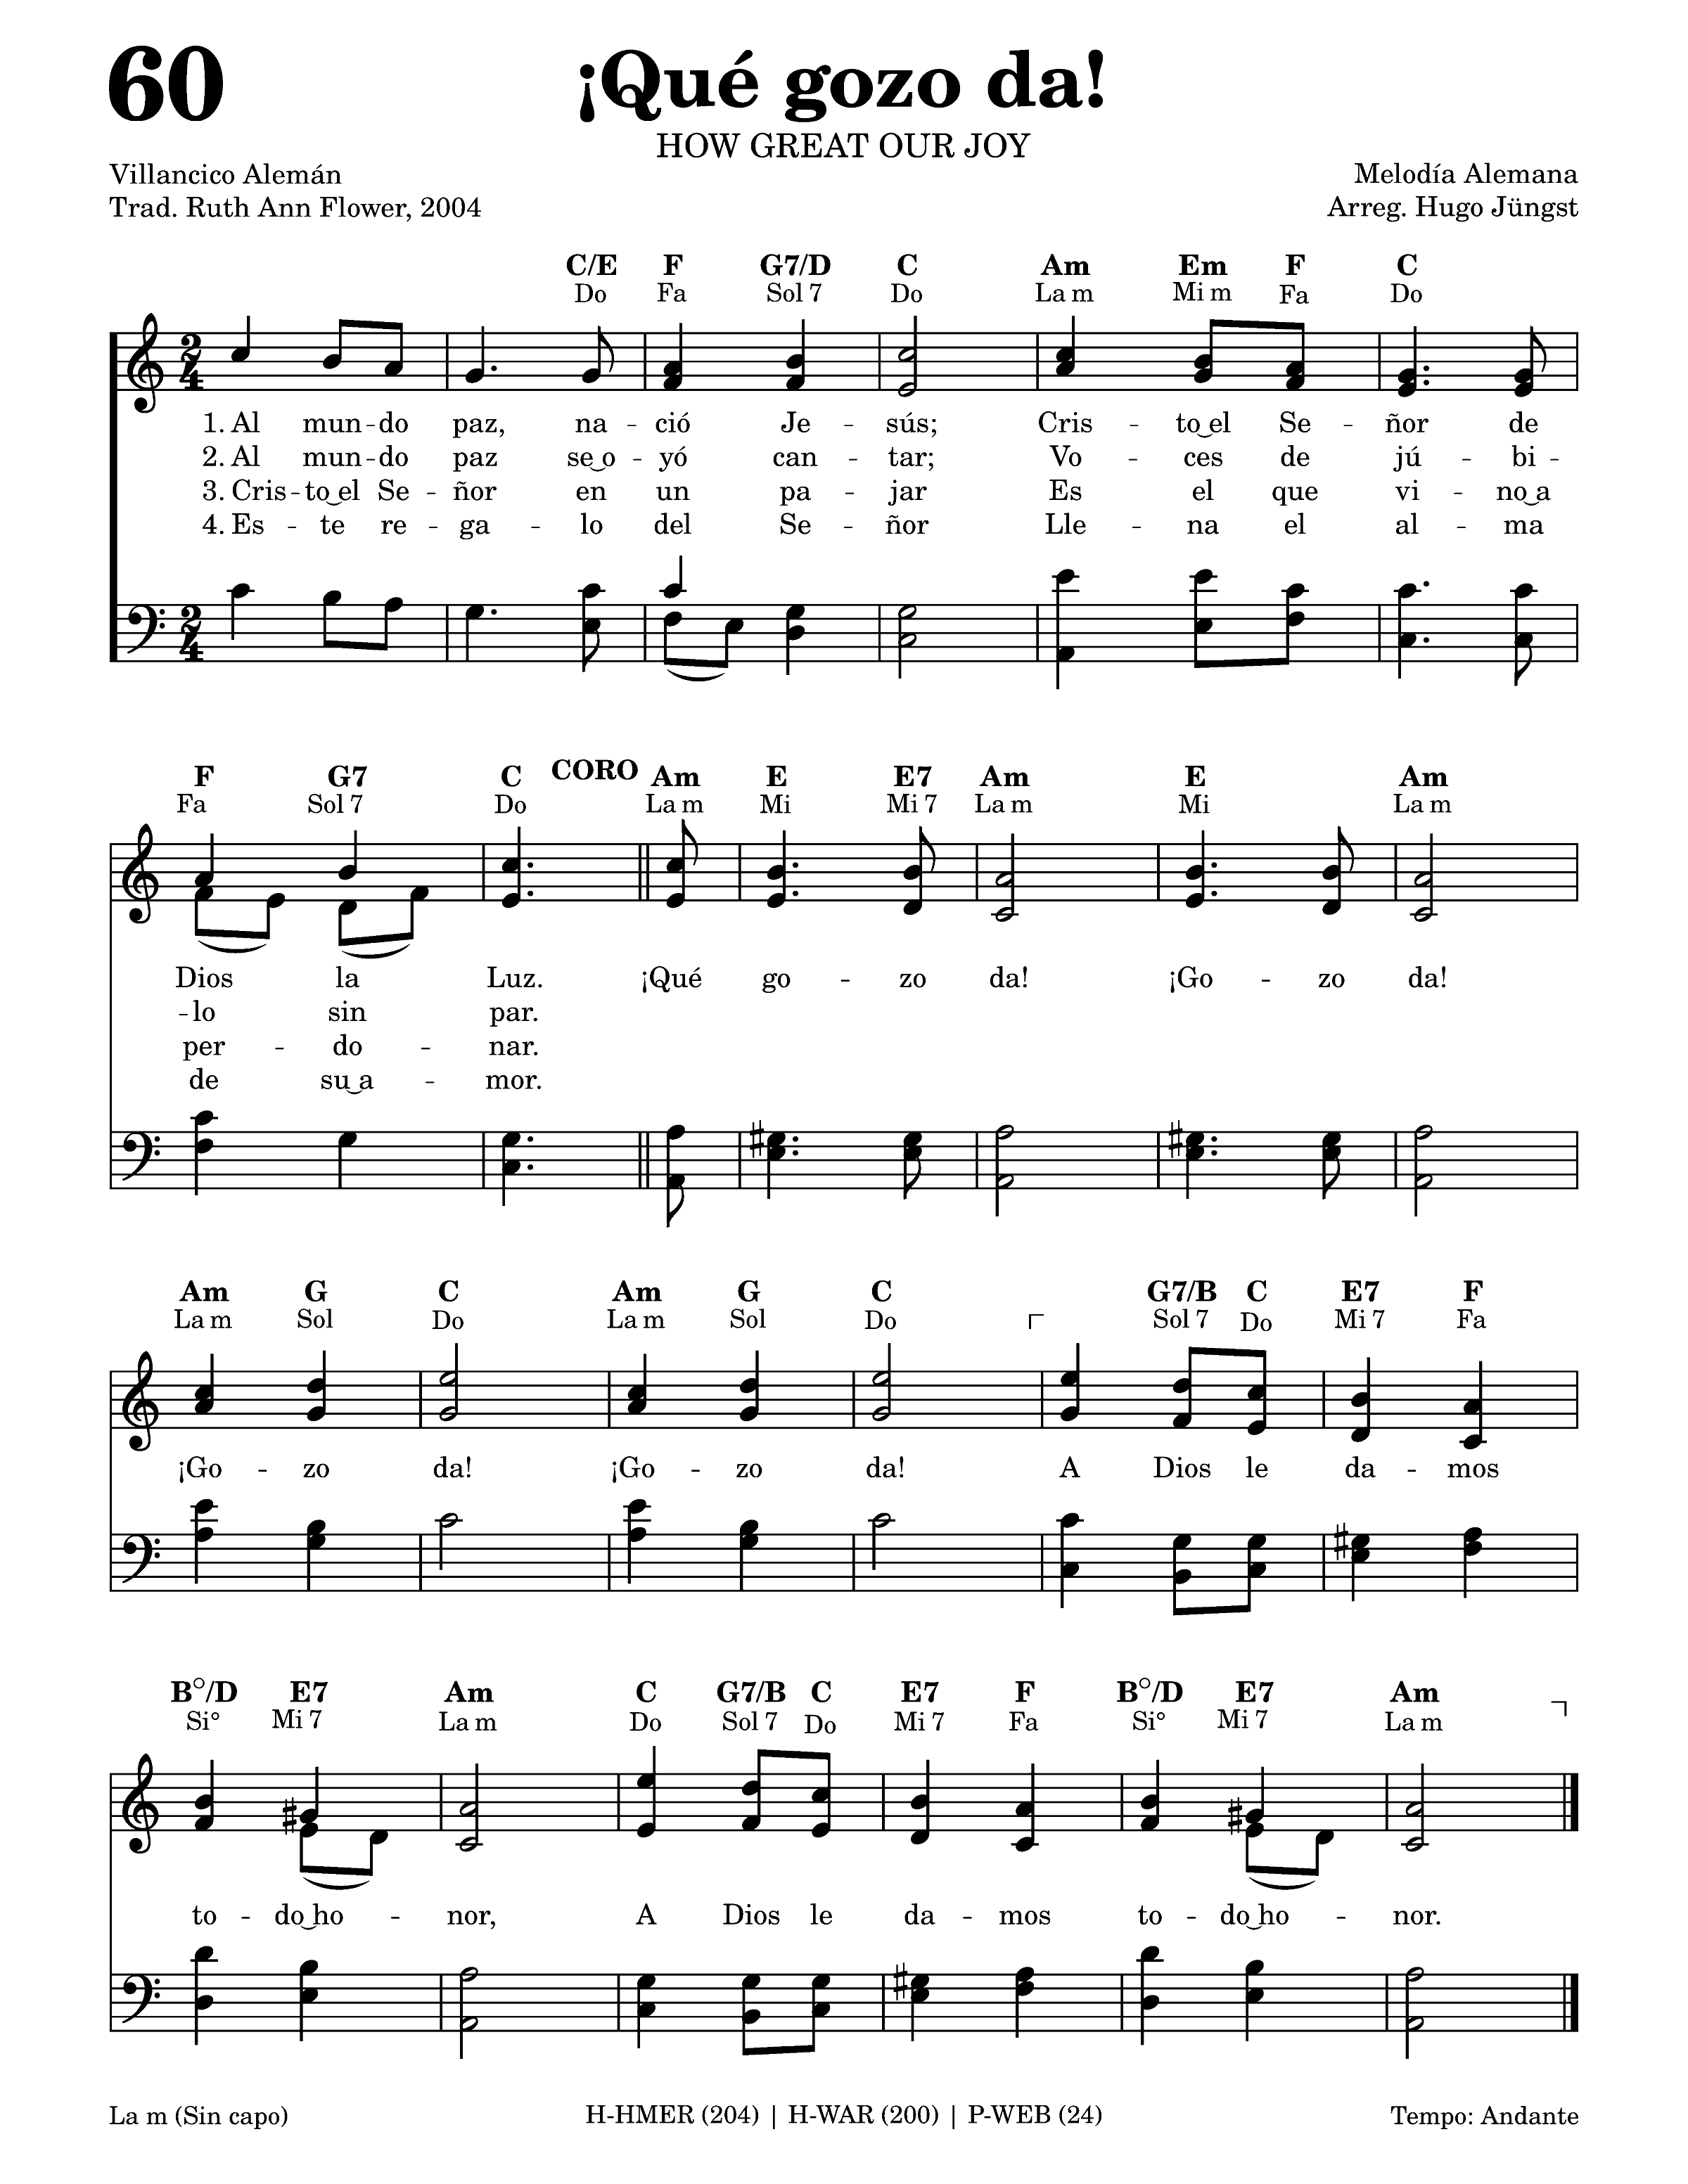 60
¡Qué gozo da!
HOW GREAT OUR JOY
Villancico Alemán
Melodía Alemana
Trad. Ruth Ann Flower, 2004
Arreg. Hugo Jüngst
C/E F G7/D C Am Em F C
Do Fa Sol 7 Do La m Mi m Fa Do
2 4
1. Al mun - do paz, na - ció Je - sús; Cris - to el Se - ñor de
2. Al mun - do paz se o - yó can - tar; Vo - ces de jú - bi -
3. Cris - to el Se - ñor en un pa - jar Es el que vi - no a
4. Es - te re - ga - lo del Se - ñor Lle - na el al - ma
2 4
F G7 C CORO Am E E7 Am E Am
Fa Sol 7 Do La m Mi Mi 7 La m Mi La m
Dios la Luz. ¡Qué go - zo da! ¡Go - zo da!
- lo sin par.
per - do - nar.
de su a - mor.
Am G C Am G C G7/B C E7 F
La m Sol Do La m Sol Do Sol 7 Do Mi 7 Fa
¡Go - zo da! ¡Go - zo da! A Dios le da - mos
B○/D E7 Am C G7/B C E7 F B○/D E7 Am
Si° Mi 7 La m Do Sol 7 Do Mi 7 Fa Si° Mi 7 La m
to - do ho - nor, A Dios le da - mos to - do ho - nor.
La m (Sin capo)
H-HMER (204) | H-WAR (200) | P-WEB (24)
Tempo: Andante